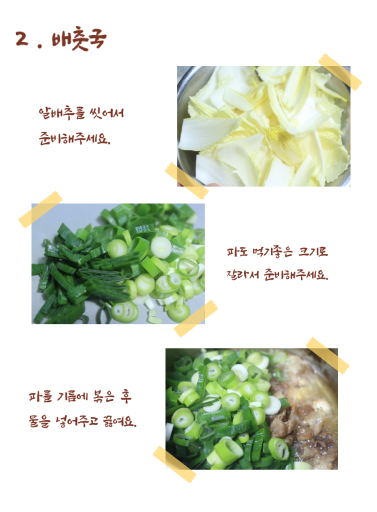 2. 배춧국
알배추를 씻어서
준비해주세요.
파도 먹기좋은 크기로
잘라서 준비해주세요.
파를 기름에 볶은 후
물을 넣어주고 끓여요.